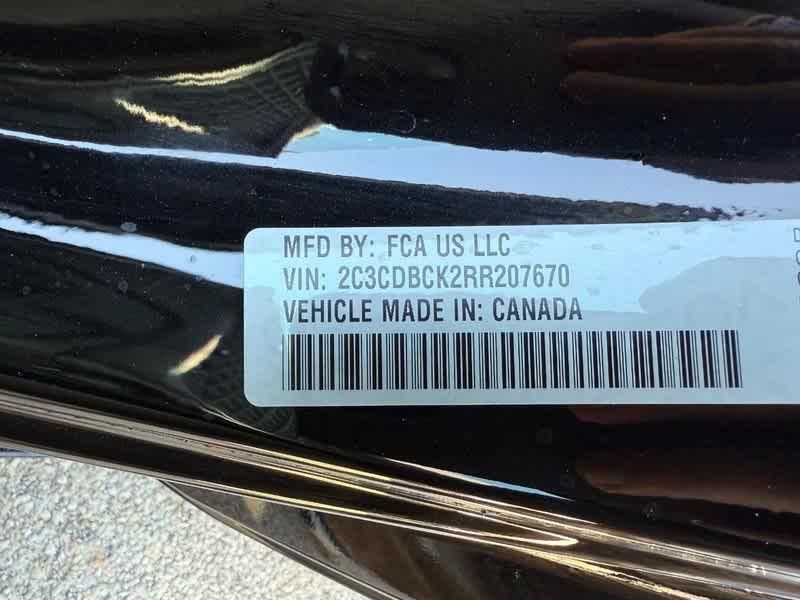 MFD BY: FCA US LLC
VIN: 2C3CDBCK2RR207670
VEHICLE MADE IN: CANADA